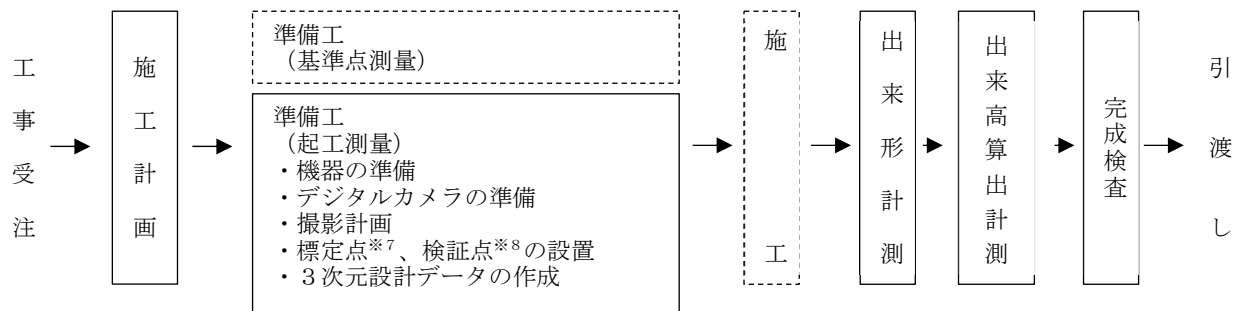 工事受注
施工計画
準備工
（基準点測量）
準備工
（起工測量）
・機器の準備
・デジタルカメラの準備
・撮影計画
・標定点※7、検証点※8の設置
・３次元設計データの作成
施工
出来形計測
出来高算出計測
完成検査
引渡し